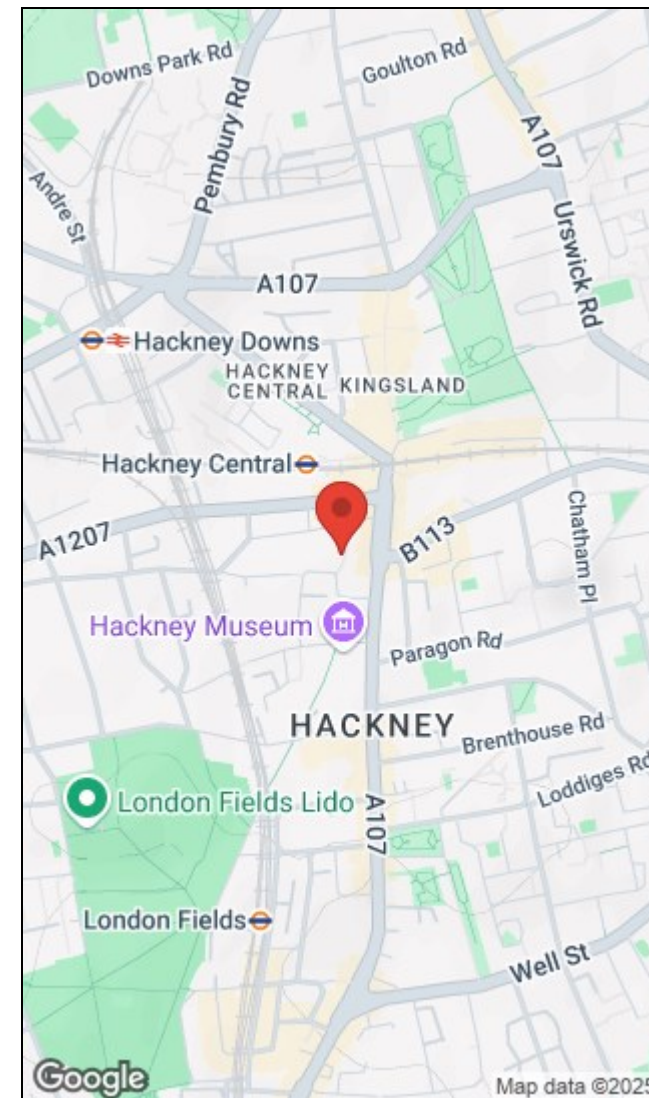 Downs Park Rd
Goulton Rd
Pembury Rd
A107
Andre St
Urswick Rd
A107
Hackney Downs
HACKNEY
CENTRAL
KINGSLAND
Hackney Central
A1207
B113
Chatham Pl
Hackney Museum
Paragon Rd
HACKNEY
Brenthouse Rd
Loddiges Rd
London Fields Lido
A107
London Fields
Well St
Google
Map data ©2025